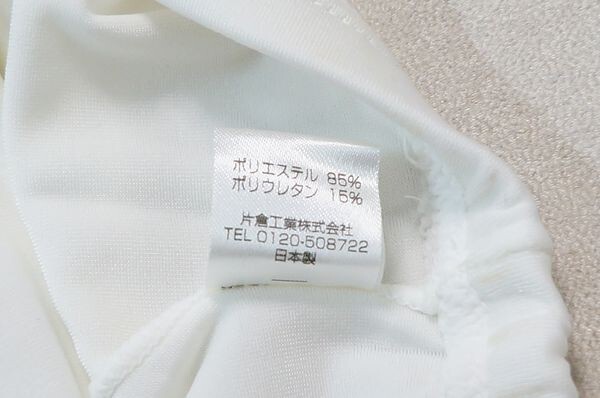 ポリエステル 85%
ポリウレタン 15%
片倉工業株式会社
TEL 0120-508722
日本製